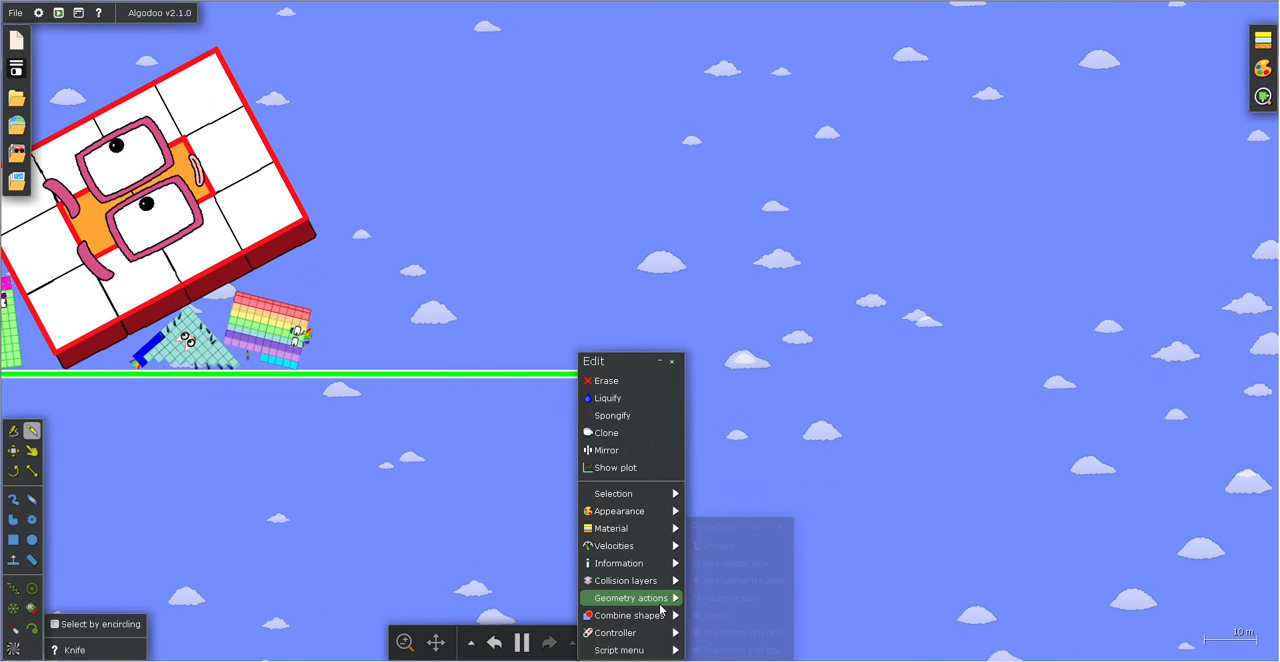 File ? Algodoo v2.1.0
Edit
Erase
Liquify
Spongify
Clone
Mirror
Show plot
Selection
Appearance
Material
Velocities
Information
Collision layers
Geometry actions
Combine shapes
Controller
Script menu
Select by encircling
? Knife
10 m